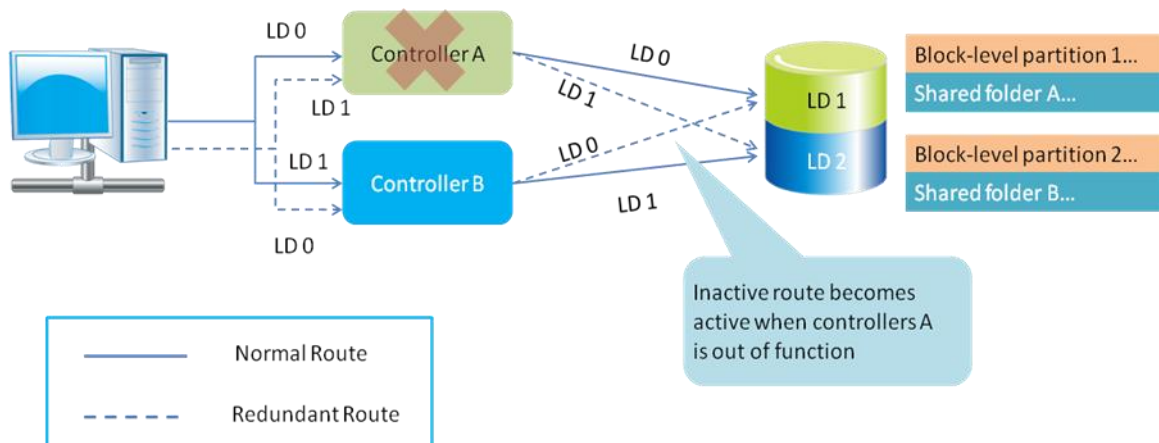 LD 0
Controller A
LD 1
LD 0
LD 1
LD 1
Block-level partition 1...
Shared folder A...
LD 1
Controller B
LD 0
LD 1
LD 2
Block-level partition 2...
Shared folder B...
LD 0
Inactive route becomes
active when controllers A
is out of function
Normal Route
Redundant Route